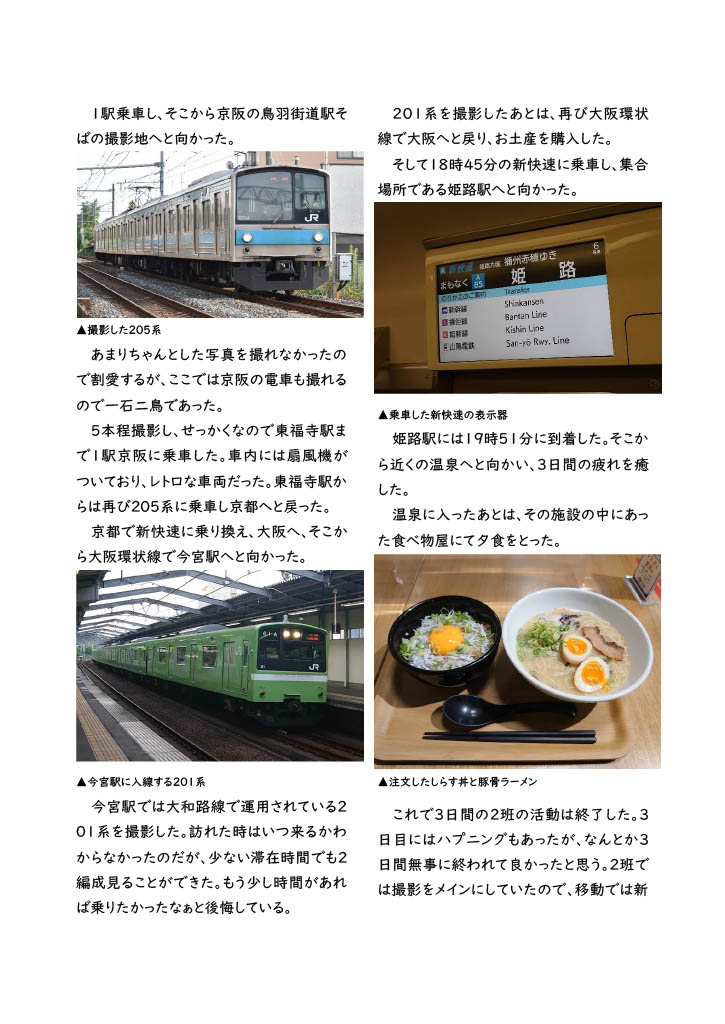 1駅乗車し、そこから京阪の鳥羽街道駅そ
ばの撮影地へと向かった。
JR
▲撮影した205系
あまりちゃんとした写真を撮れなかったの
で割愛するが、ここでは京阪の電車も撮れる
ので一石二鳥であった。
5本程撮影し、せっかくなので東福寺駅ま
で1駅京阪に乗車した。車内には扇風機が
ついており、レトロな車両だった。東福寺駅か
らは再び205系に乗車し京都へと戻った。
京都で新快速に乗り換え、大阪へ、そこか
ら大阪環状線で今宮駅へと向かった。
JR
▲今宮駅に入線する201系
今宮駅では大和路線で運用されている2
01系を撮影した。訪れた時はいつ来るかわ
からなかったのだが、少ない滞在時間でも2
編成見ることができた。もう少し時間があれ
ば乗りたかったなぁと後悔している。
201系を撮影したあとは、再び大阪環状
線で大阪へと戻り、お土産を購入した。
そして18時45分の新快速に乗車し、集合
場所である姫路駅へと向かった。
A 新快速 姫路方面 播州赤穂ゆき 6
まもなく A 85 姫路
のりかえのご案内 Transfer
新幹線 Shinkansen
播但線 Bantan Line
姫新線 Kishin Line
山陽電鉄 San-yō Rwy. Line
▲乗車した新快速の表示器
姫路駅には19時51分に到着した。そこか
ら近くの温泉へと向かい、3日間の疲れを癒
した。
温泉に入ったあとは、その施設の中にあっ
た食べ物屋にて夕食をとった。
▲注文したしらす丼と豚骨ラーメン
これで3日間の2班の活動は終了した。3
日目にはハプニングもあったが、なんとか3
日間無事に終われて良かったと思う。2班で
は撮影をメインにしていたので、移動では新